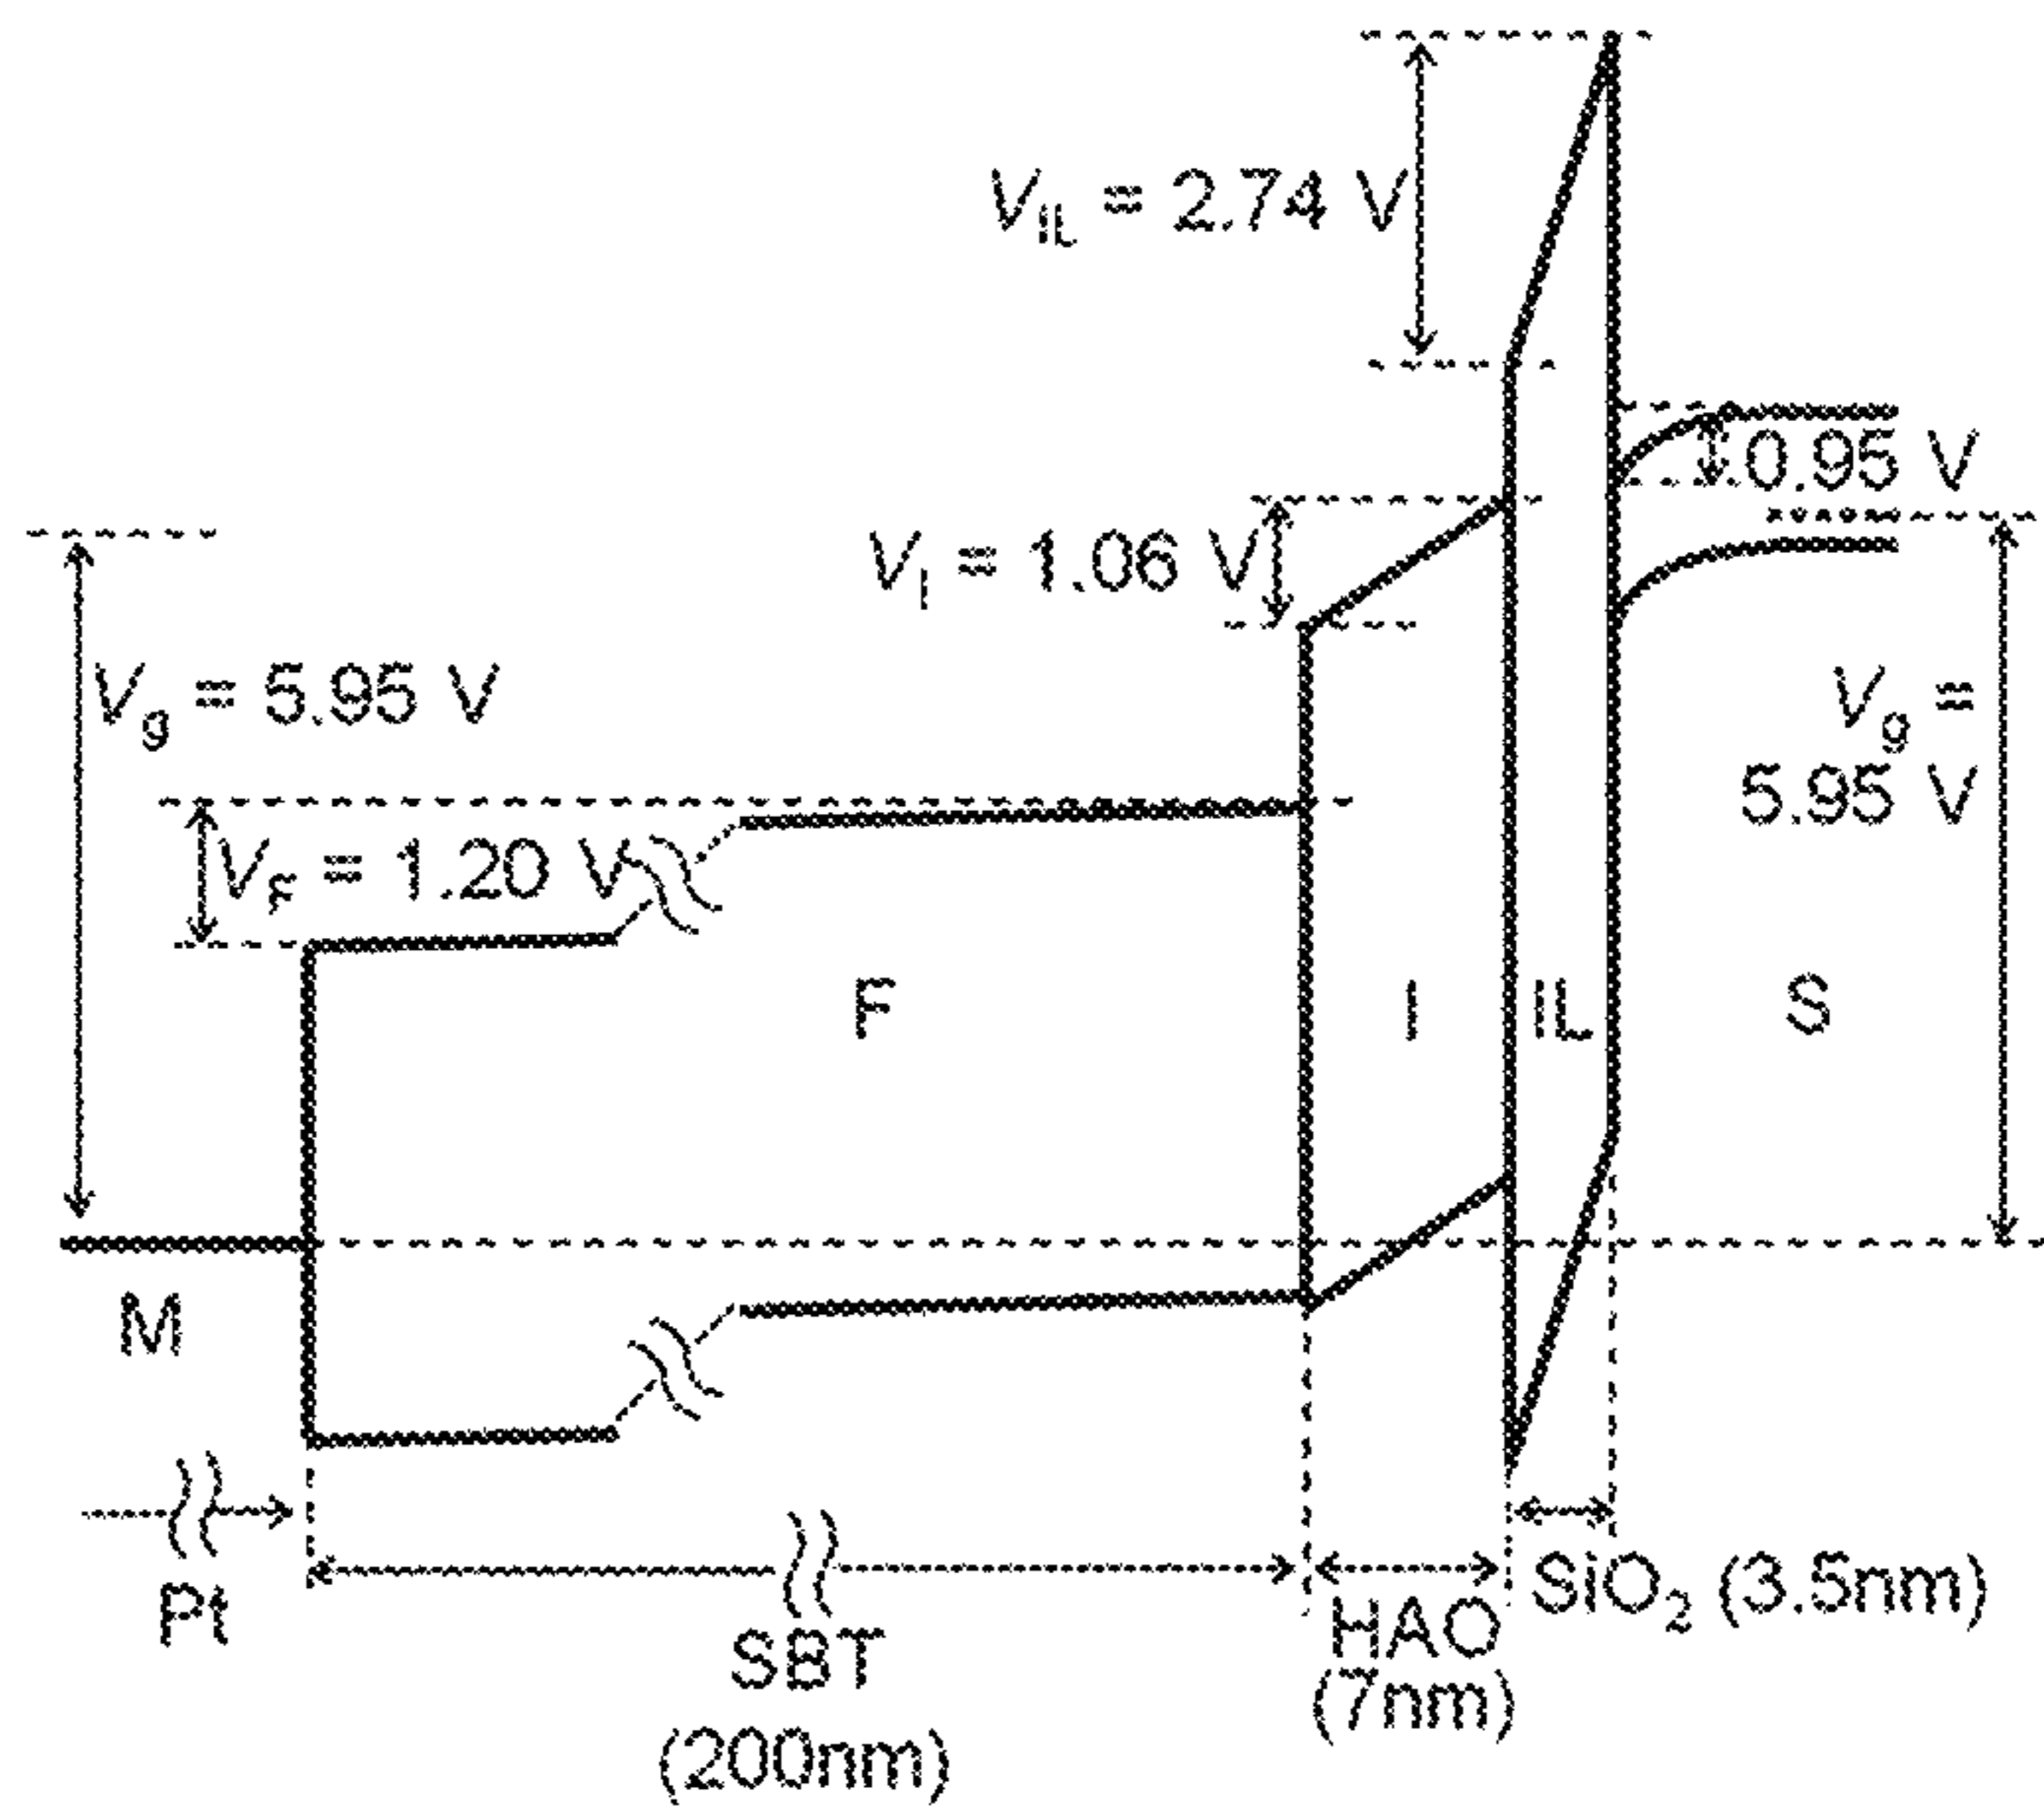 V_IL = 2.74 V
0.95 V
V_I = 1.06 V
V_g = 5.95 V
V_g =
5.95 V
V_F = 1.20 V
F
I
IL
S
M
Pt
SBT
(200nm)
HAO
(7nm)
SiO₂ (3.5nm)